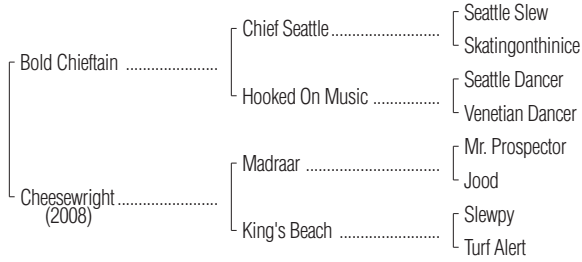 Seattle Slew
Chief Seattle
Skatingonthinice
Bold Chieftain
Seattle Dancer
Hooked On Music
Venetian Dancer
Mr. Prospector
Madraar
Jood
Cheesewright
(2008)
Slewpy
King's Beach
Turf Alert